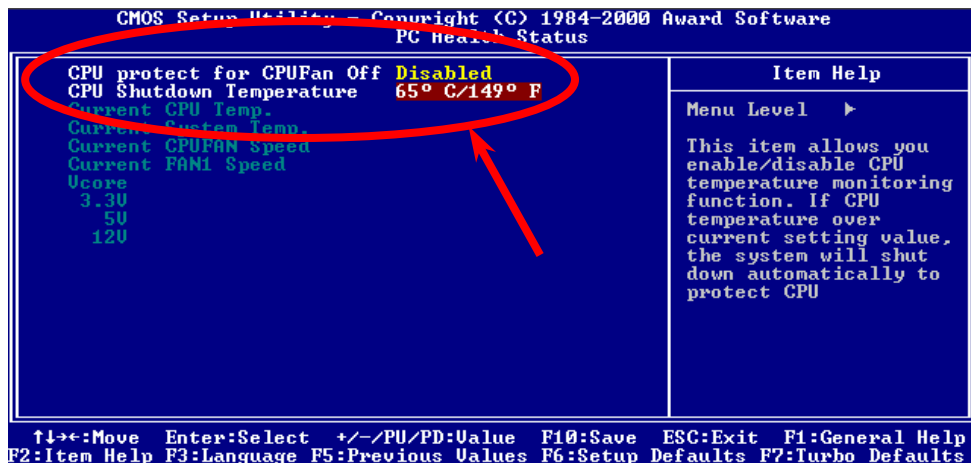 CMOS Setup Utility – Copyright (C) 1984-2000 Award Software
PC Health Status
CPU protect for CPUFan Off Disabled
CPU Shutdown Temperature 65º C/149º F
Current CPU Temp.
Current System Temp.
Current CPUFAN Speed
Current FAN1 Speed
Vcore
3.3V
5V
12V
Item Help
Menu Level ►
This item allows you
enable/disable CPU
temperature monitoring
function. If CPU
temperature over
current setting value,
the system will shut
down automatically to
protect CPU
↑↓→←:Move Enter:Select +/-/PU/PD:Value F10:Save ESC:Exit F1:General Help
F2:Item Help F3:Language F5:Previous Values F6:Setup Defaults F7:Turbo Defaults